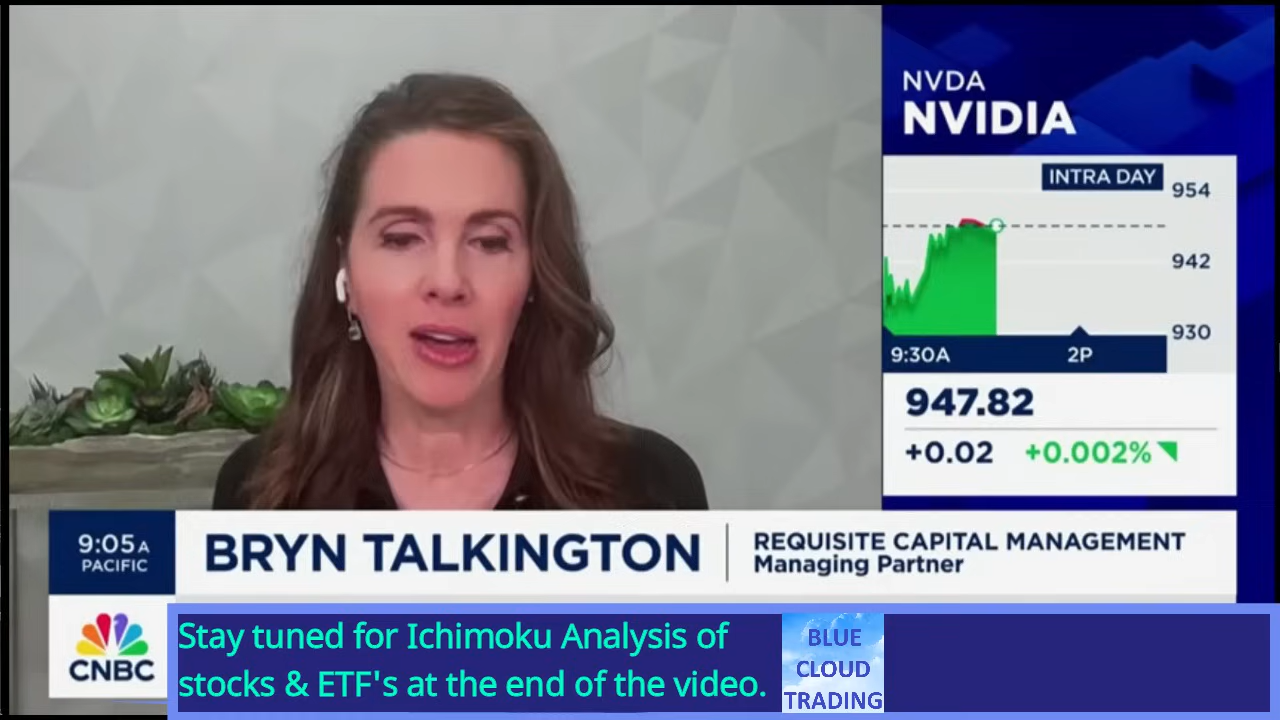 NVDA
NVIDIA
INTRA DAY
954
942
930
9:30A 2P
947.82
+0.02 +0.002%
9:05A
PACIFIC
BRYN TALKINGTON
REQUISITE CAPITAL MANAGEMENT
Managing Partner
CNBC
Stay tuned for Ichimoku Analysis of
stocks & ETF's at the end of the video.
BLUE
CLOUD
TRADING